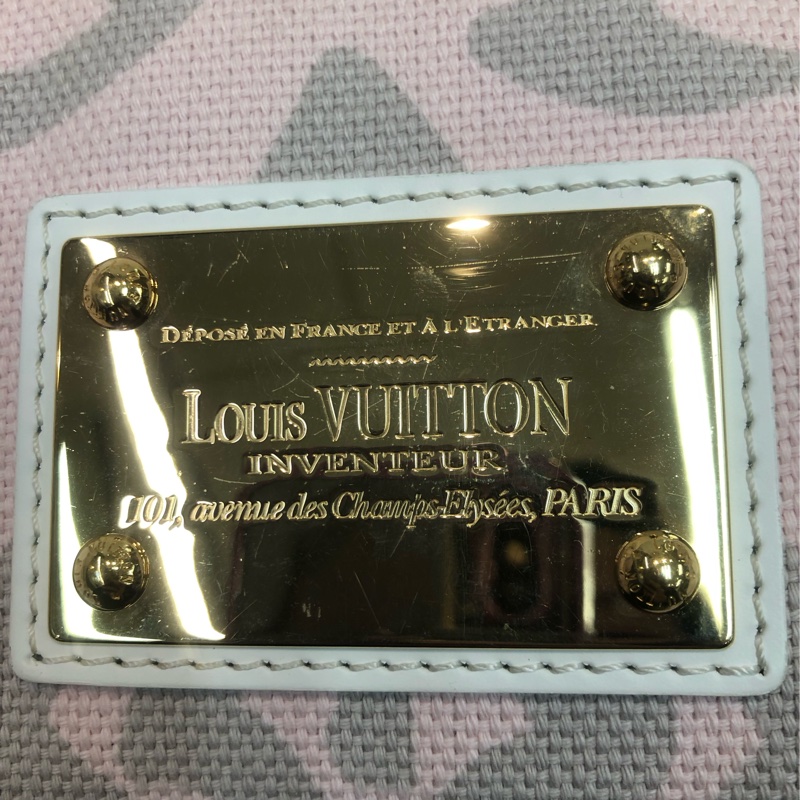 DÉPOSÉ EN FRANCE ET À L'ETRANGER
LOUIS VUITTON
INVENTEUR
101, avenue des Champs-Elysées, PARIS